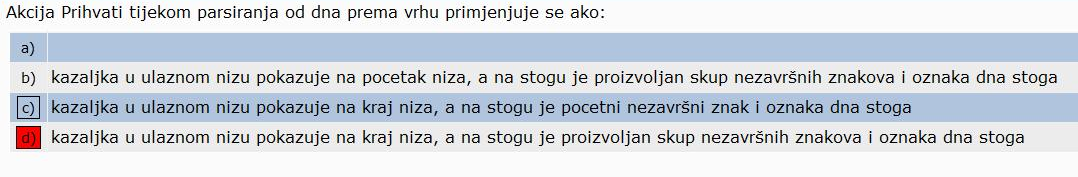 Akcija Prihvati tijekom parsiranja od dna prema vrhu primjenjuje se ako:
a)
b) kazaljka u ulaznom nizu pokazuje na pocetak niza, a na stogu je proizvoljan skup nezavršnih znakova i oznaka dna stoga
c) kazaljka u ulaznom nizu pokazuje na kraj niza, a na stogu je pocetni nezavršni znak i oznaka dna stoga
d) kazaljka u ulaznom nizu pokazuje na kraj niza, a na stogu je proizvoljan skup nezavršnih znakova i oznaka dna stoga